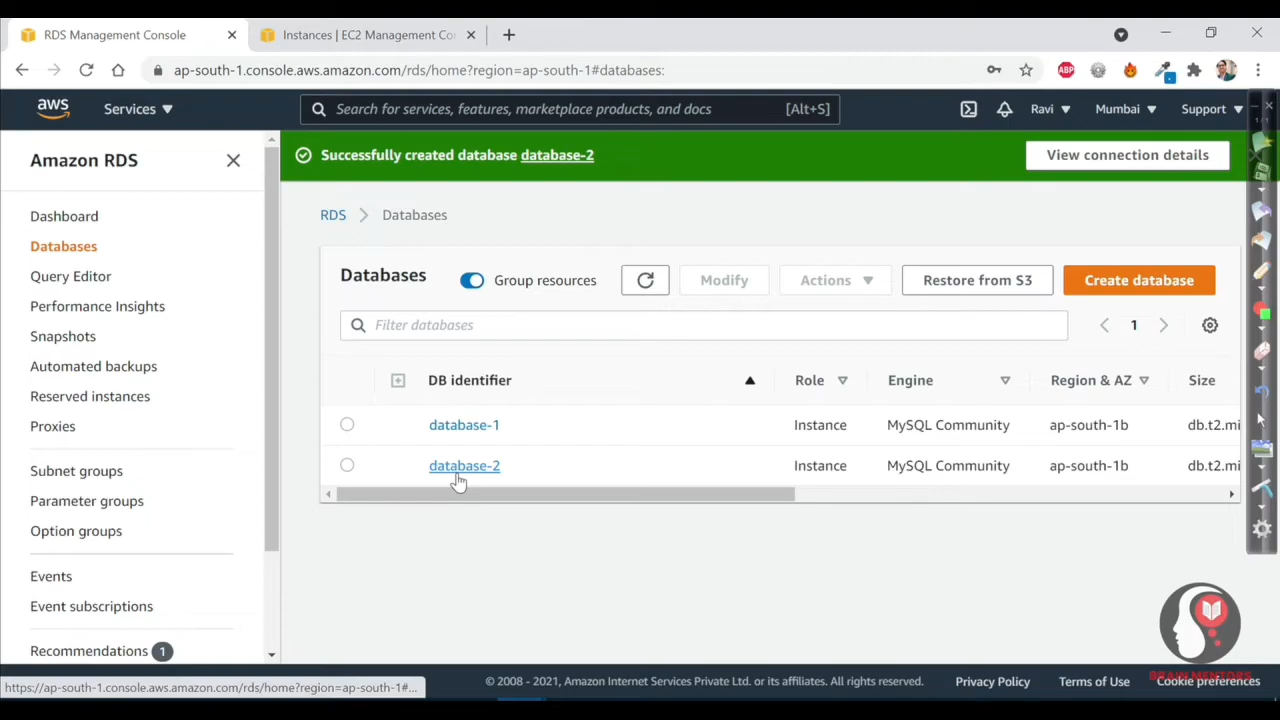 RDS Management Console
Instances | EC2 Management Co
ap-south-1.console.aws.amazon.com/rds/home?region=ap-south-1#databases:
ABP
aws
Services
Search for services, features, marketplace products, and docs [Alt+S]
Ravi
Mumbai
Support
1/1
Amazon RDS
Dashboard
Databases
Query Editor
Performance Insights
Snapshots
Automated backups
Reserved instances
Proxies
Subnet groups
Parameter groups
Option groups
Events
Event subscriptions
Recommendations 1
Successfully created database database-2
View connection details
RDS > Databases
Databases
Group resources
Modify
Actions
Restore from S3
Create database
Filter databases
1
DB identifier Role Engine Region & AZ Size
database-1 Instance MySQL Community ap-south-1b db.t2.mi
database-2 Instance MySQL Community ap-south-1b db.t2.mi
BRAIN MENTORS
https://ap-south-1.console.aws.amazon.com/rds/home?region=ap-south-1#...
© 2008 - 2021, Amazon Internet Services Private Ltd. or its affiliates. All rights reserved.
Privacy Policy
Terms of Use
Cookie preferences